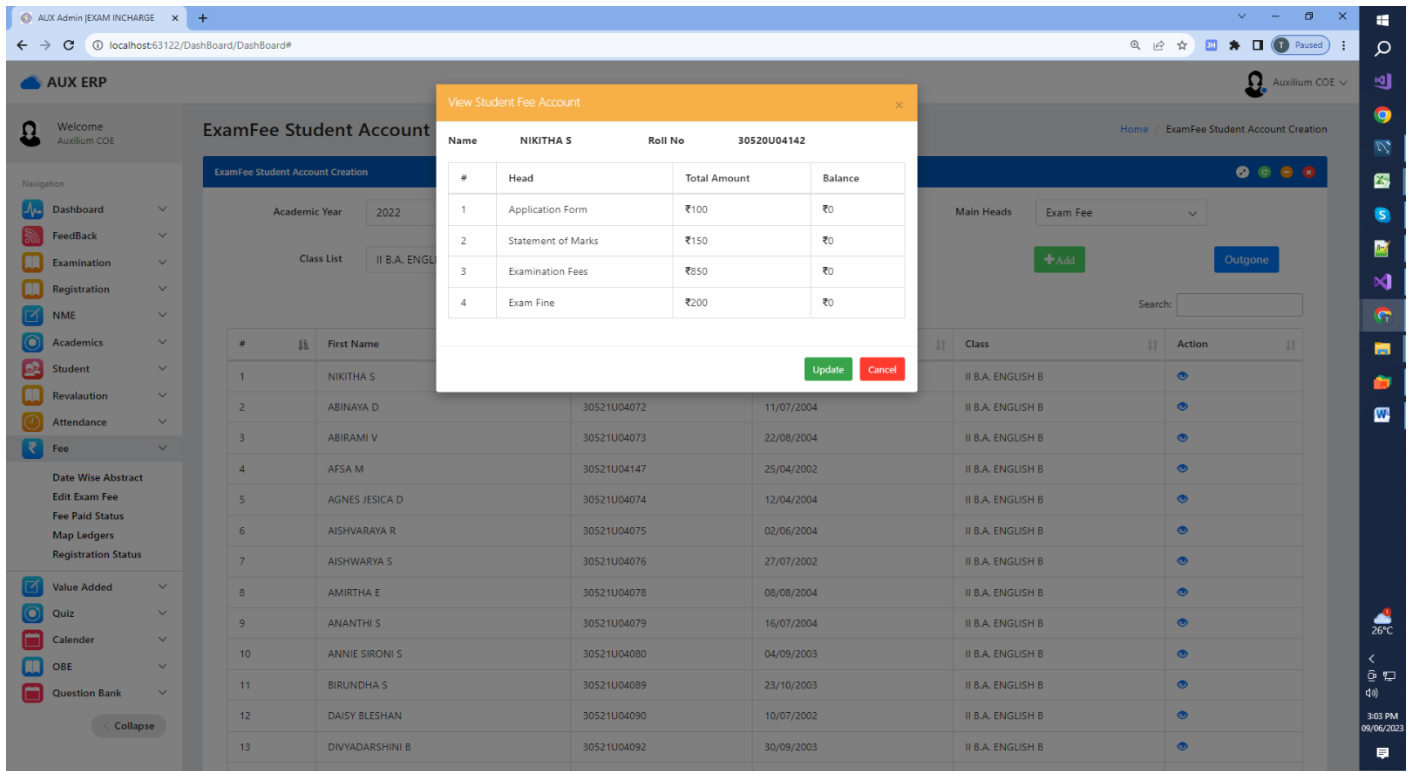 AUX Admin |EXAM INCHARGE
localhost:63122/DashBoard/DashBoard#
Paused
AUX ERP
Auxilium COE
Welcome
Auxilium COE
ExamFee Student Account
Home / ExamFee Student Account Creation
Navigation
Dashboard
FeedBack
Examination
Registration
NME
Academics
Student
Revalaution
Attendance
Fee
Date Wise Abstract
Edit Exam Fee
Fee Paid Status
Map Ledgers
Registration Status
Value Added
Quiz
Calender
OBE
Question Bank
Collapse
ExamFee Student Account Creation
Academic Year 2022
Main Heads Exam Fee
Class List II B.A. ENGL
Add
Outgone
Search:
View Student Fee Account
Name NIKITHA S Roll No 30520U04142
# Head Total Amount Balance
1 Application Form ₹100 ₹0
2 Statement of Marks ₹150 ₹0
3 Examination Fees ₹850 ₹0
4 Exam Fine ₹200 ₹0
Update Cancel
# First Name Class Action
1 NIKITHA S II B.A. ENGLISH B
2 ABINAYA D 30521U04072 11/07/2004 II B.A. ENGLISH B
3 ABIRAMI V 30521U04073 22/08/2004 II B.A. ENGLISH B
4 AFSA M 30521U04147 25/04/2002 II B.A. ENGLISH B
5 AGNES JESICA D 30521U04074 12/04/2004 II B.A. ENGLISH B
6 AISHVARAYA R 30521U04075 02/06/2004 II B.A. ENGLISH B
7 AISHWARYA S 30521U04076 27/07/2002 II B.A. ENGLISH B
8 AMIRTHA E 30521U04078 08/08/2004 II B.A. ENGLISH B
9 ANANTHI S 30521U04079 16/07/2004 II B.A. ENGLISH B
10 ANNIE SIRONI S 30521U04080 04/09/2003 II B.A. ENGLISH B
11 BIRUNDHA S 30521U04089 23/10/2003 II B.A. ENGLISH B
12 DAISY BLESHAN 30521U04090 10/07/2002 II B.A. ENGLISH B
13 DIVYADARSHINI B 30521U04092 30/09/2003 II B.A. ENGLISH B
26°C
3:03 PM
09/06/2023